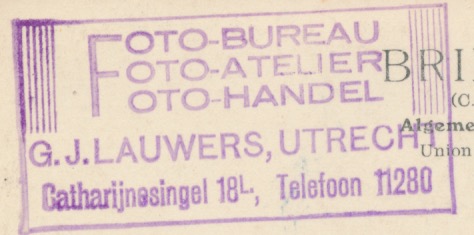 FOTO-BUREAU
FOTO-ATELIER
FOTO-HANDEL
G. J. LAUWERS, UTRECH
Catharijnesingel 18L., Telefoon 11280
BRI
(C.
Algeme
Union